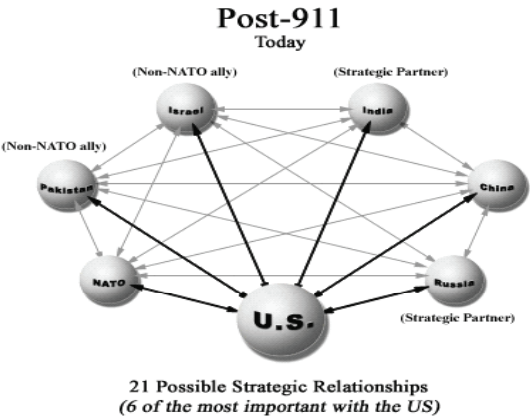 Post-911
Today
(Non-NATO ally)
(Strategic Partner)
Israel
India
(Non-NATO ally)
Pakistan
China
NATO
Russia
U.S.
(Strategic Partner)
21 Possible Strategic Relationships
(6 of the most important with the US)